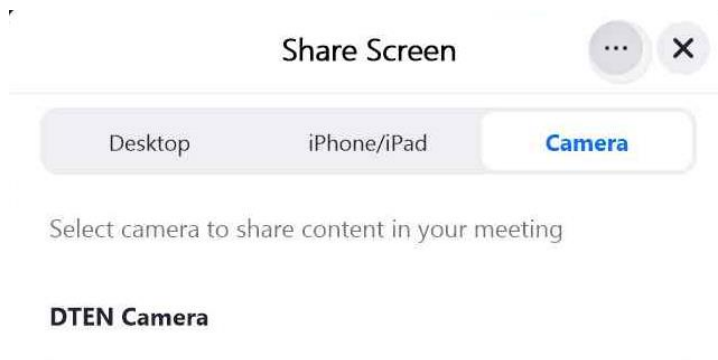 Share Screen
Desktop iPhone/iPad Camera
Select camera to share content in your meeting
DTEN Camera